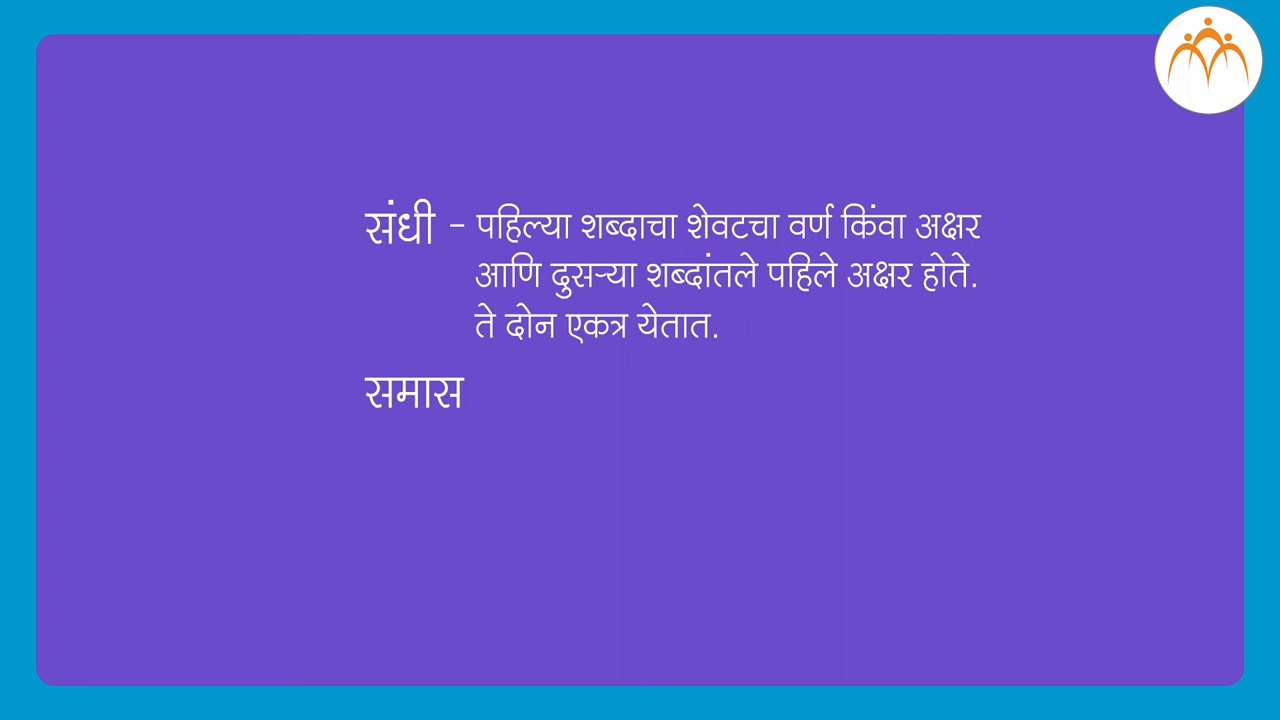 संधी - पहिल्या शब्दाचा शेवटचा वर्ण किंवा अक्षर
आणि दुसऱ्या शब्दांतले पहिले अक्षर होते.
ते दोन एकत्र येतात.
समास